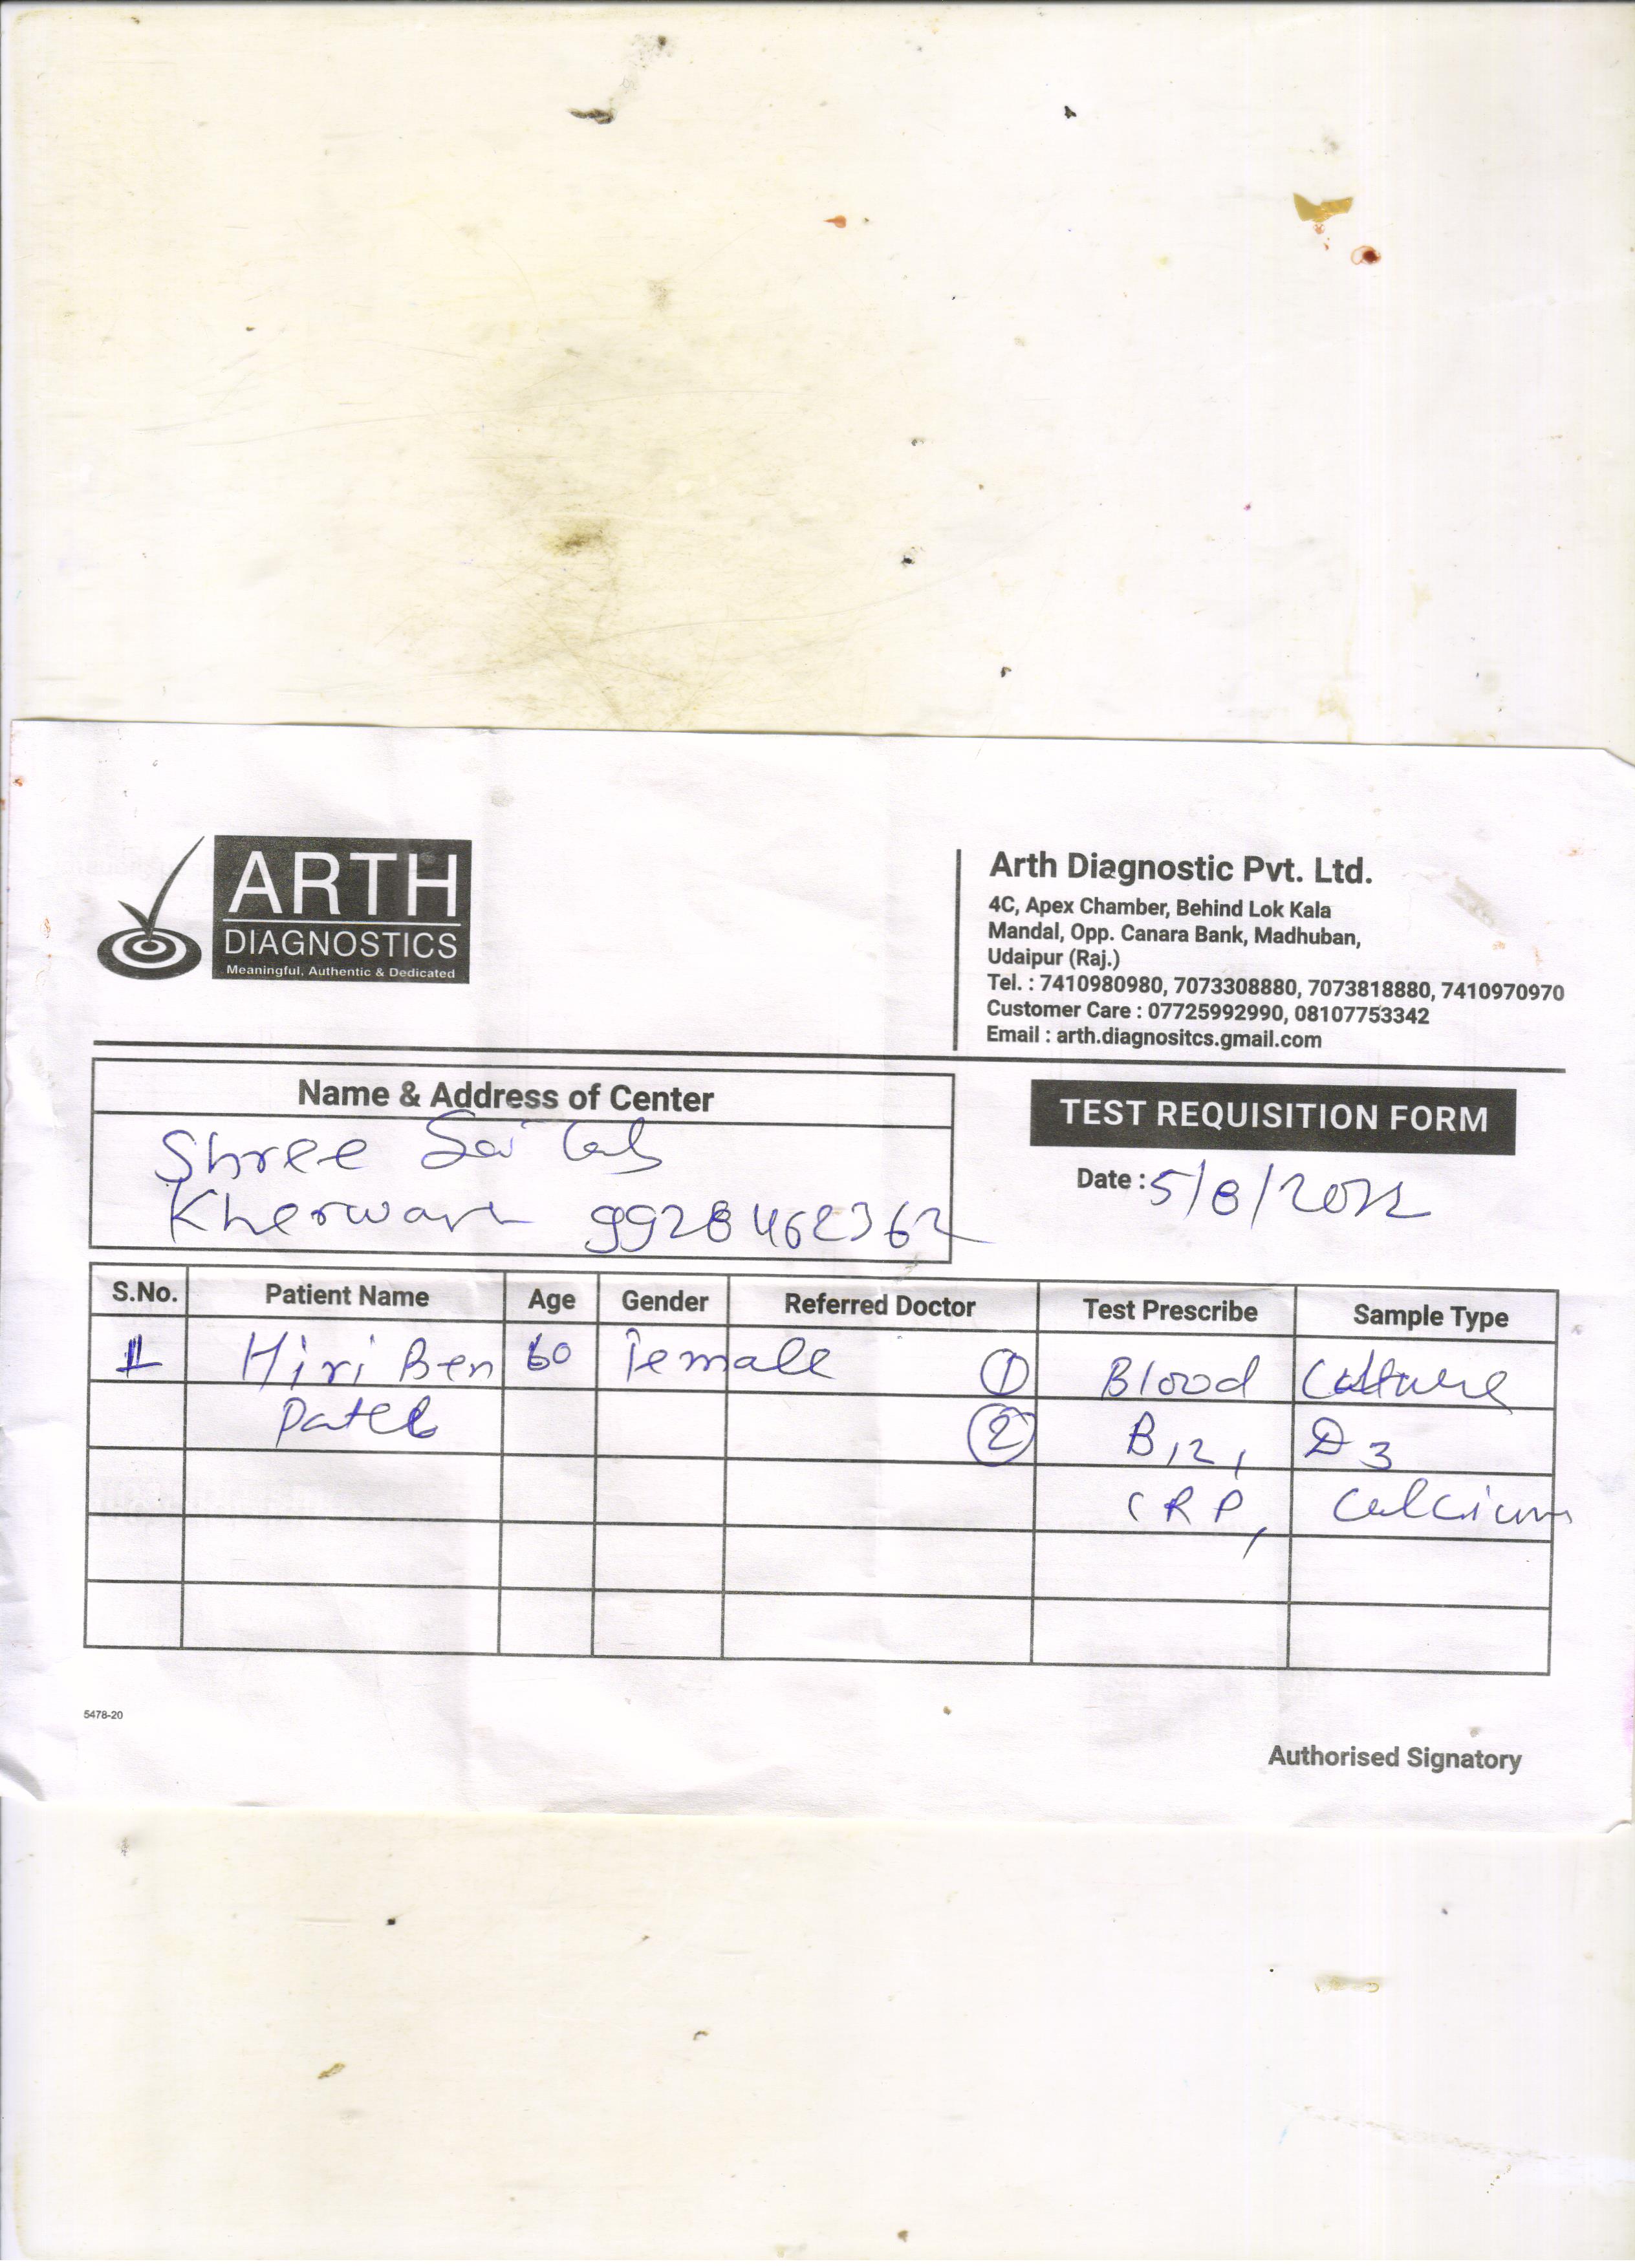 ARTH
DIAGNOSTICS
Meaningful, Authentic & Dedicated
Arth Diagnostic Pvt. Ltd.
4C, Apex Chamber, Behind Lok Kala
Mandal, Opp. Canara Bank, Madhuban,
Udaipur (Raj.)
Tel. : 7410980980, 7073308880, 7073818880, 7410970970
Customer Care : 07725992990, 08107753342
Email : arth.diagnositcs.gmail.com
Name & Address of Center
Shree Sai Lab
Kherwara 9928462362
TEST REQUISITION FORM
Date : 5/8/2022
S.No. Patient Name Age Gender Referred Doctor Test Prescribe Sample Type
1 Hiri Ben 60 Female ① Blood Culture
Patel ② B12, D3
CRP, Calcium
5478-20
Authorised Signatory